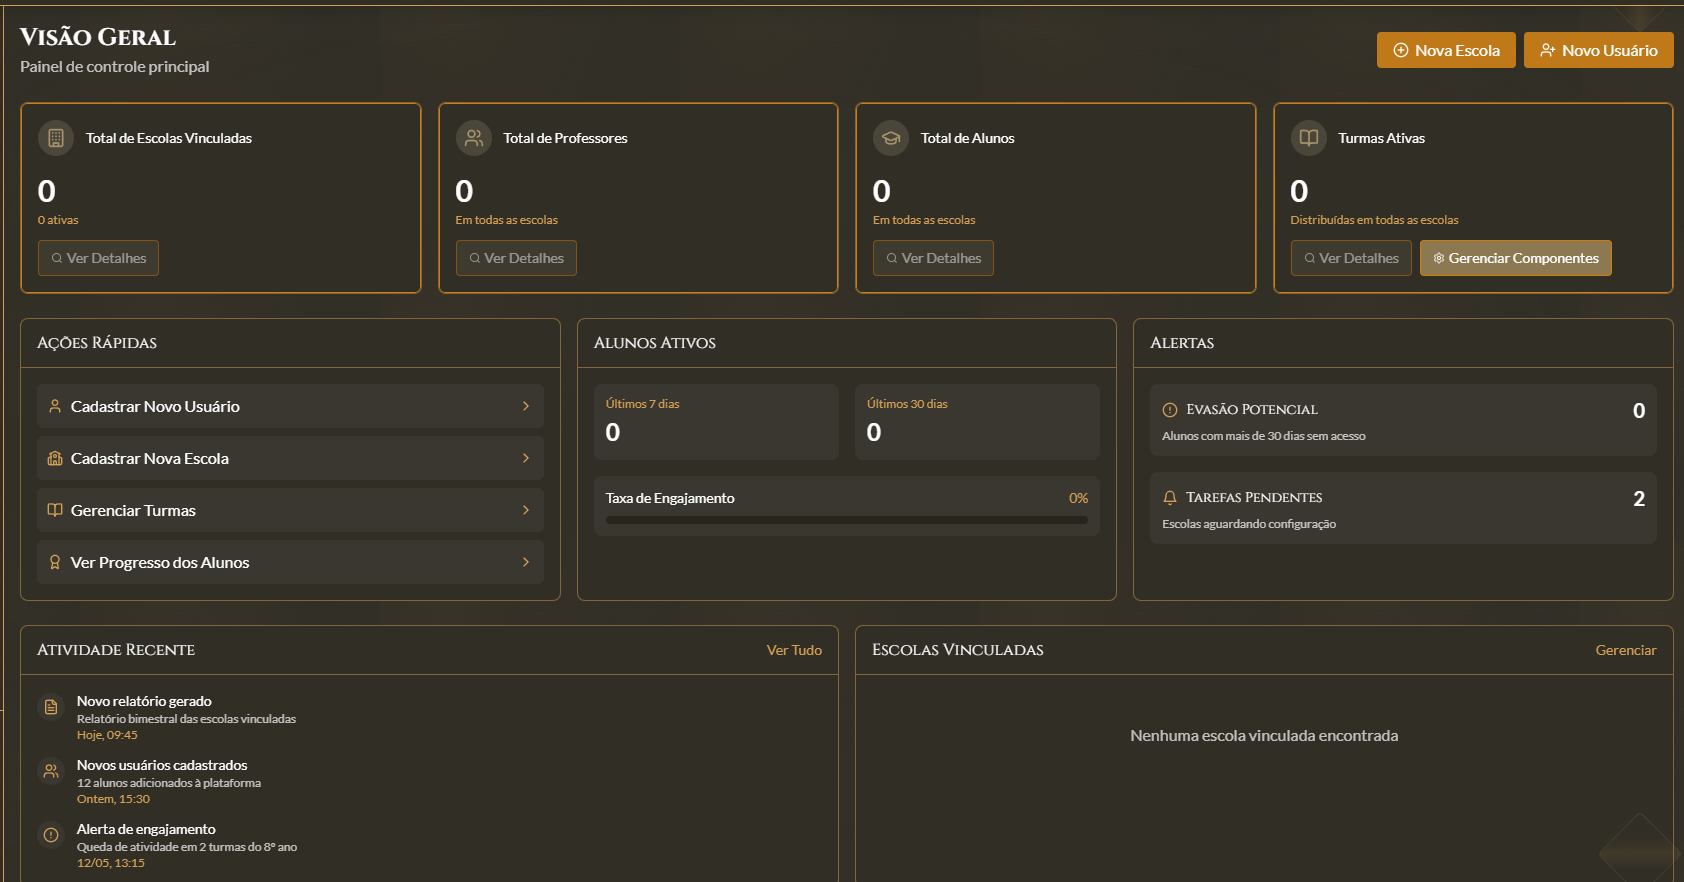 Visão Geral
Painel de controle principal
Nova Escola
Novo Usuário
Total de Escolas Vinculadas
0
0 ativas
Ver Detalhes
Total de Professores
0
Em todas as escolas
Ver Detalhes
Total de Alunos
0
Em todas as escolas
Ver Detalhes
Turmas Ativas
0
Distribuídas em todas as escolas
Ver Detalhes
Gerenciar Componentes
Ações Rápidas
Cadastrar Novo Usuário
Cadastrar Nova Escola
Gerenciar Turmas
Ver Progresso dos Alunos
Alunos Ativos
Últimos 7 dias
0
Últimos 30 dias
0
Taxa de Engajamento
0%
Alertas
Evasão Potencial
0
Alunos com mais de 30 dias sem acesso
Tarefas Pendentes
2
Escolas aguardando configuração
Atividade Recente
Ver Tudo
Novo relatório gerado
Relatório bimestral das escolas vinculadas
Hoje, 09:45
Novos usuários cadastrados
12 alunos adicionados à plataforma
Ontem, 15:30
Alerta de engajamento
Queda de atividade em 2 turmas do 8º ano
12/05, 13:15
Escolas Vinculadas
Gerenciar
Nenhuma escola vinculada encontrada